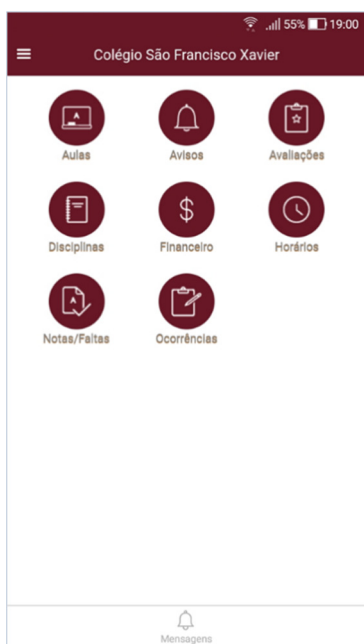 55% 19:00
Colégio São Francisco Xavier
Aulas Avisos Avaliações
Disciplinas Financeiro Horários
Notas/Faltas Ocorrências
Mensagens